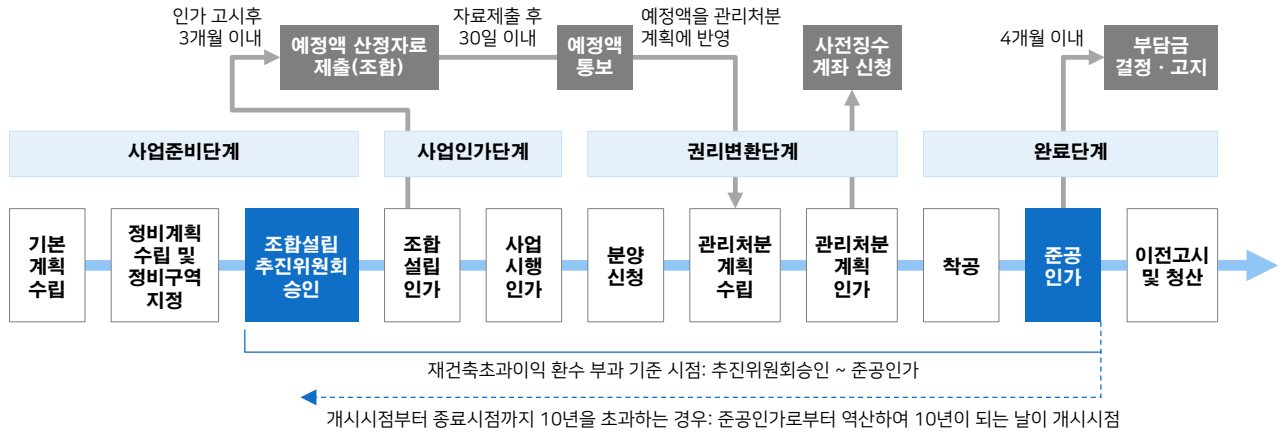 인가 고시후
3개월 이내
예정액 산정자료
제출(조합)
자료제출 후
30일 이내
예정액
통보
예정액을 관리처분
계획에 반영
사전징수
계좌 신청
4개월 이내
부담금
결정 · 고지
사업준비단계
사업인가단계
권리변환단계
완료단계
기본
계획
수립
정비계획
수립 및
정비구역
지정
조합설립
추진위원회
승인
조합
설립
인가
사업
시행
인가
분양
신청
관리처분
계획
수립
관리처분
계획
인가
착공
준공
인가
이전고시
및 청산
재건축초과이익 환수 부과 기준 시점: 추진위원회승인 ~ 준공인가
개시시점부터 종료시점까지 10년을 초과하는 경우: 준공인가로부터 역산하여 10년이 되는 날이 개시시점